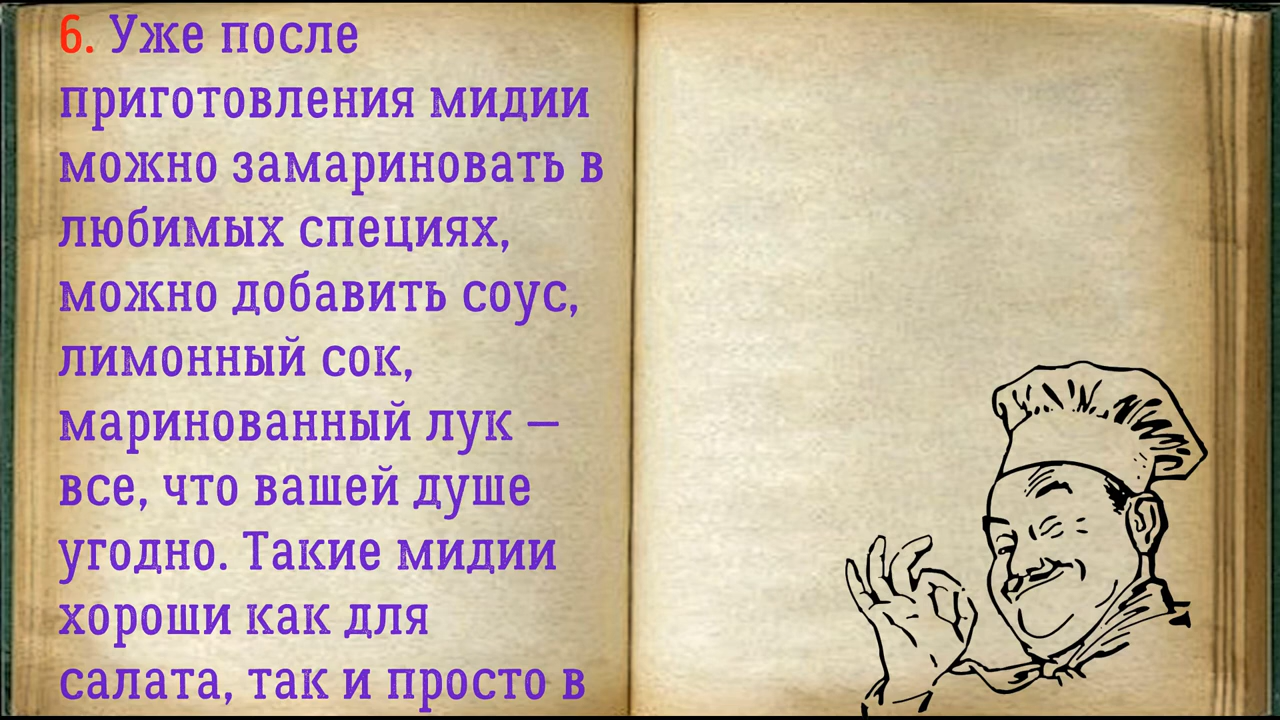 6. Уже после
приготовления мидии
можно замариновать в
любимых специях,
можно добавить соус,
лимонный сок,
маринованный лук –
все, что вашей душе
угодно. Такие мидии
хороши как для
салата, так и просто в